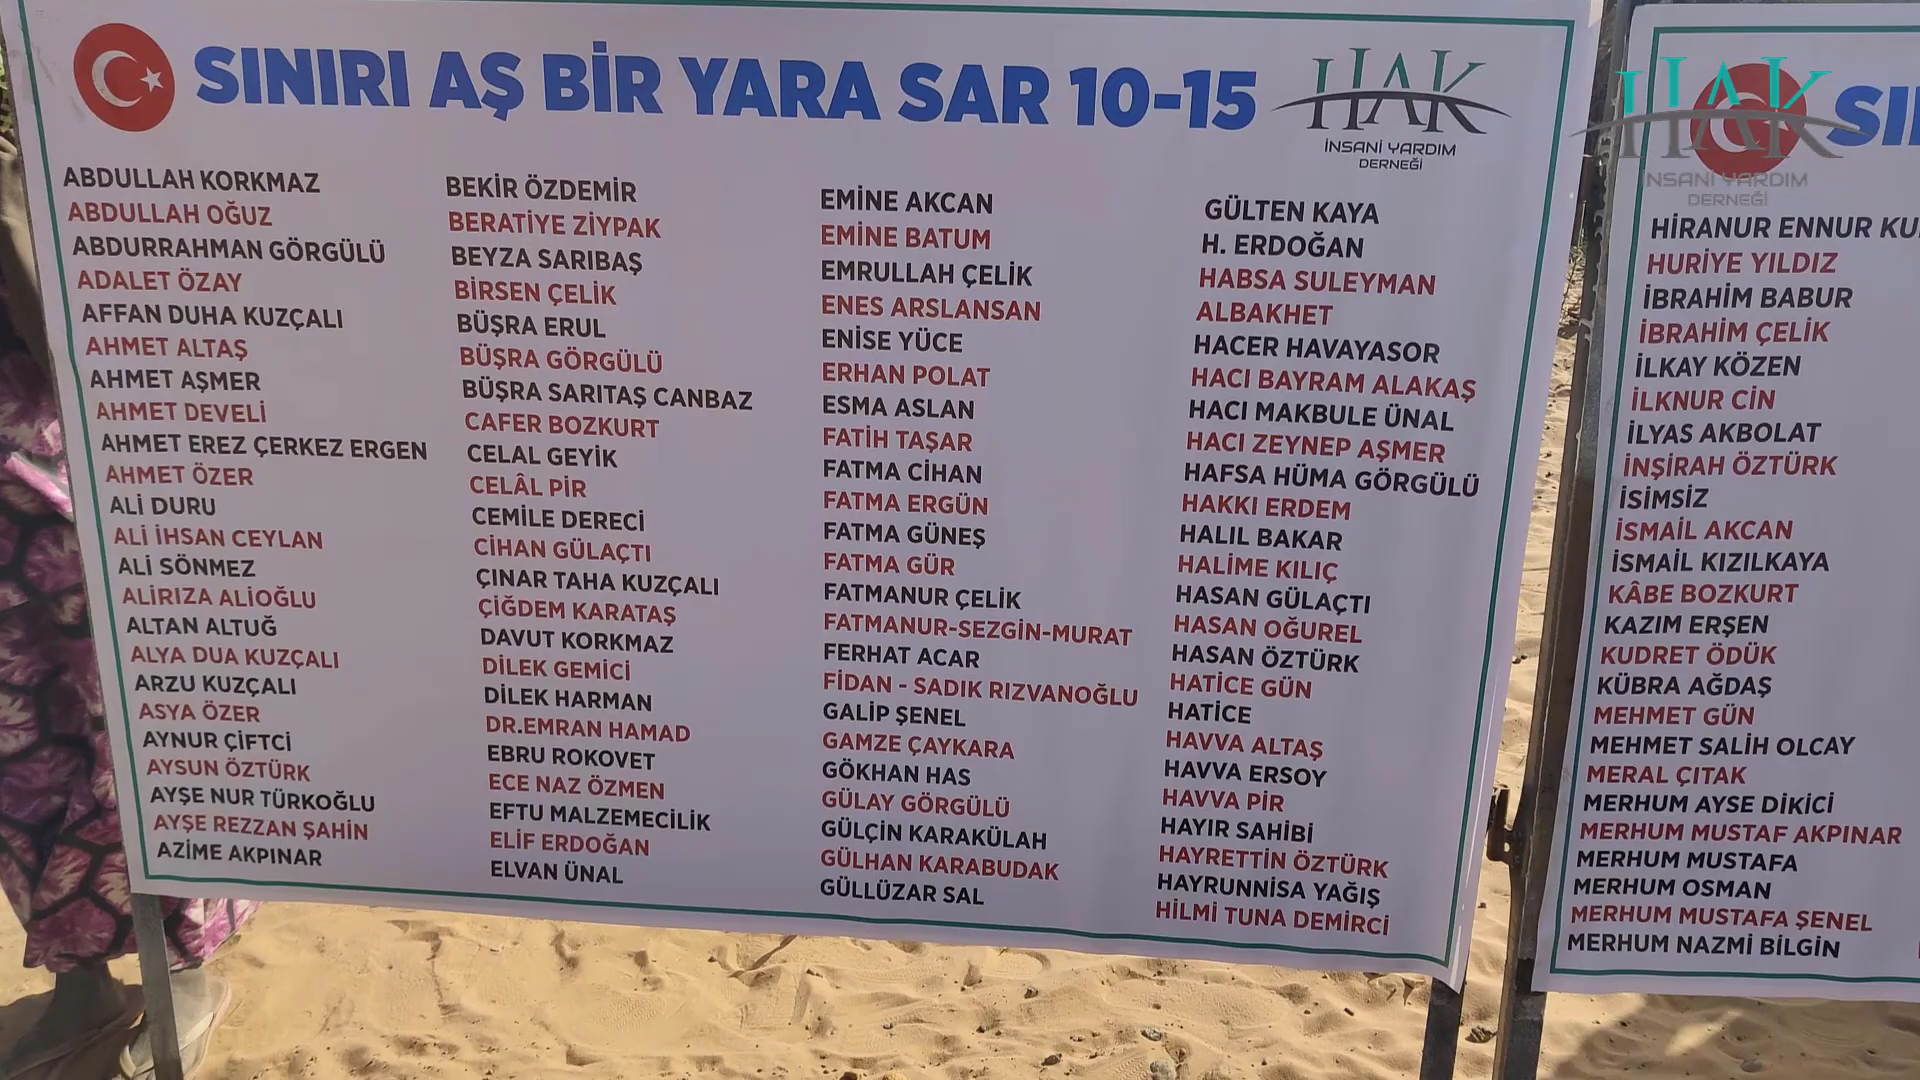 SINIRI AŞ BİR YARA SAR 10-15
HAK
İNSANİ YARDIM
DERNEĞİ
ABDULLAH KORKMAZ
ABDULLAH OĞUZ
ABDURRAHMAN GÖRGÜLÜ
ADALET ÖZAY
AFFAN DUHA KUZÇALI
AHMET ALTAŞ
AHMET AŞMER
AHMET DEVELİ
AHMET EREZ ÇERKEZ ERGEN
AHMET ÖZER
ALİ DURU
ALİ İHSAN CEYLAN
ALİ SÖNMEZ
ALİRIZA ALİOĞLU
ALTAN ALTUĞ
ALYA DUA KUZÇALI
ARZU KUZÇALI
ASYA ÖZER
AYNUR ÇİFTCİ
AYSUN ÖZTÜRK
AYŞE NUR TÜRKOĞLU
AYŞE REZZAN ŞAHİN
AZİME AKPINAR
BEKİR ÖZDEMİR
BERATİYE ZİYPAK
BEYZA SARIBAŞ
BİRSEN ÇELİK
BÜŞRA ERUL
BÜŞRA GÖRGÜLÜ
BÜŞRA SARITAŞ CANBAZ
CAFER BOZKURT
CELAL GEYİK
CELÂL PİR
CEMİLE DERECİ
CİHAN GÜLAÇTI
ÇINAR TAHA KUZÇALI
ÇİĞDEM KARATAŞ
DAVUT KORKMAZ
DİLEK GEMİCİ
DİLEK HARMAN
DR.EMRAN HAMAD
EBRU ROKOVET
ECE NAZ ÖZMEN
EFTU MALZEMECİLİK
ELİF ERDOĞAN
ELVAN ÜNAL
EMİNE AKCAN
EMİNE BATUM
EMRULLAH ÇELİK
ENES ARSLANSAN
ENİSE YÜCE
ERHAN POLAT
ESMA ASLAN
FATİH TAŞAR
FATMA CİHAN
FATMA ERGÜN
FATMA GÜNEŞ
FATMA GÜR
FATMANUR ÇELİK
FATMANUR-SEZGİN-MURAT
FERHAT ACAR
FİDAN - SADIK RIZVANOĞLU
GALİP ŞENEL
GAMZE ÇAYKARA
GÖKHAN HAS
GÜLAY GÖRGÜLÜ
GÜLÇİN KARAKÜLAH
GÜLHAN KARABUDAK
GÜLLÜZAR SAL
GÜLTEN KAYA
H. ERDOĞAN
HABSA SULEYMAN
ALBAKHET
HACER HAVAYASOR
HACI BAYRAM ALAKAŞ
HACI MAKBULE ÜNAL
HACI ZEYNEP AŞMER
HAFSA HÜMA GÖRGÜLÜ
HAKKI ERDEM
HALIL BAKAR
HALİME KILIÇ
HASAN GÜLAÇTI
HASAN OĞUREL
HASAN ÖZTÜRK
HATİCE GÜN
HATİCE
HAVVA ALTAŞ
HAVVA ERSOY
HAVVA PİR
HAYIR SAHİBİ
HAYRETTİN ÖZTÜRK
HAYRUNNİSA YAĞIŞ
HİLMİ TUNA DEMİRCİ
HAK
İNSANİ YARDIM
DERNEĞİ
HİRANUR ENNUR
HURİYE YILDIZ
İBRAHİM BABUR
İBRAHİM ÇELİK
İLKAY KÖZEN
İLKNUR CİN
İLYAS AKBOLAT
İNŞİRAH ÖZTÜRK
İSİMSİZ
İSMAİL AKCAN
İSMAİL KIZILKAYA
KÂBE BOZKURT
KAZIM ERŞEN
KUDRET ÖDÜK
KÜBRA AĞDAŞ
MEHMET GÜN
MEHMET SALİH OLCAY
MERAL ÇITAK
MERHUM AYSE DİKİCİ
MERHUM MUSTAF AKPINAR
MERHUM MUSTAFA
MERHUM OSMAN
MERHUM MUSTAFA ŞENEL
MERHUM NAZMİ BİLGİN